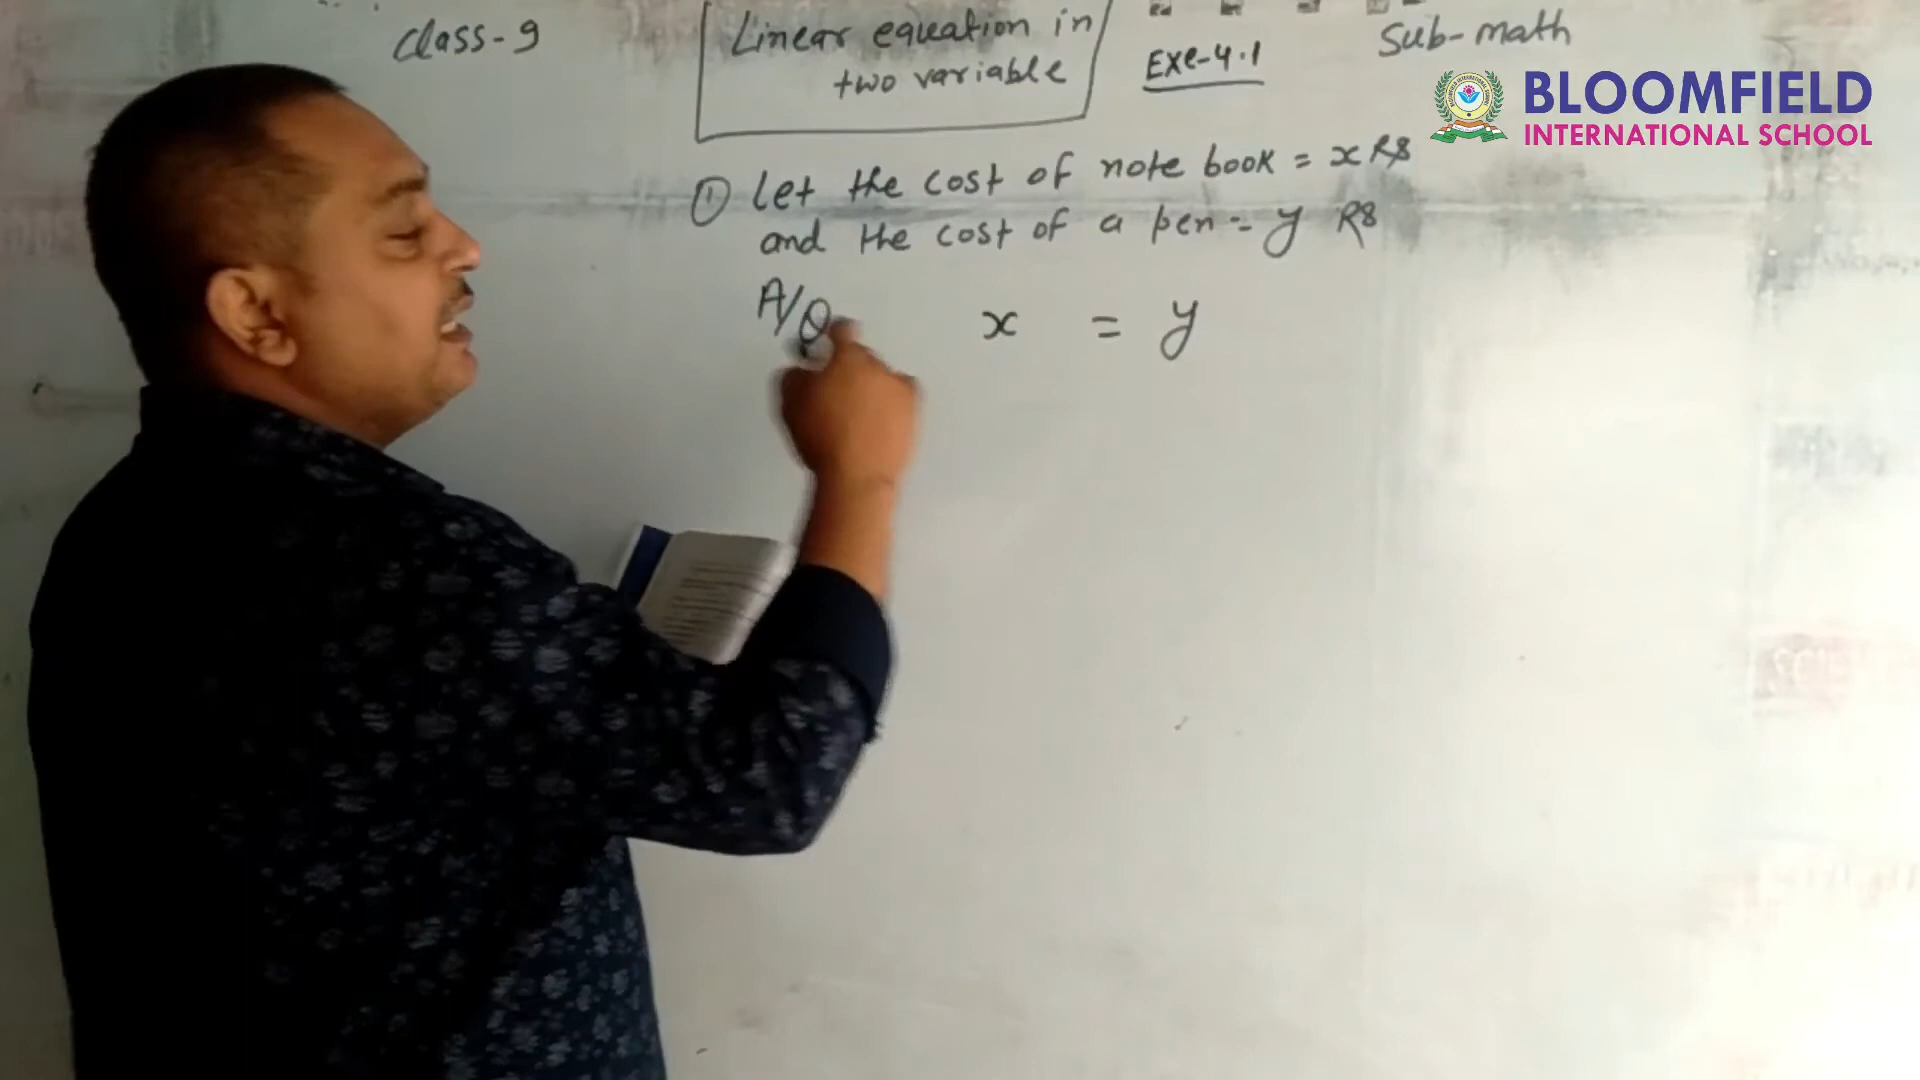 Class-9
Linear equation in
two variable
Exe-4.1
Sub-math
BLOOMFIELD
INTERNATIONAL SCHOOL
① Let the cost of note book = x Rs
and the cost of a pen = y Rs
A/Q x = y